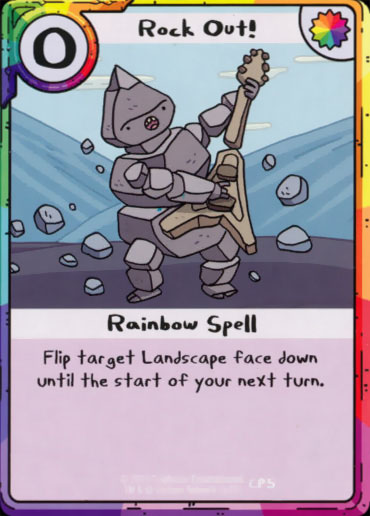 0
Rock Out!
Rainbow Spell
Flip target Landscape face down
until the start of your next turn.
CP5